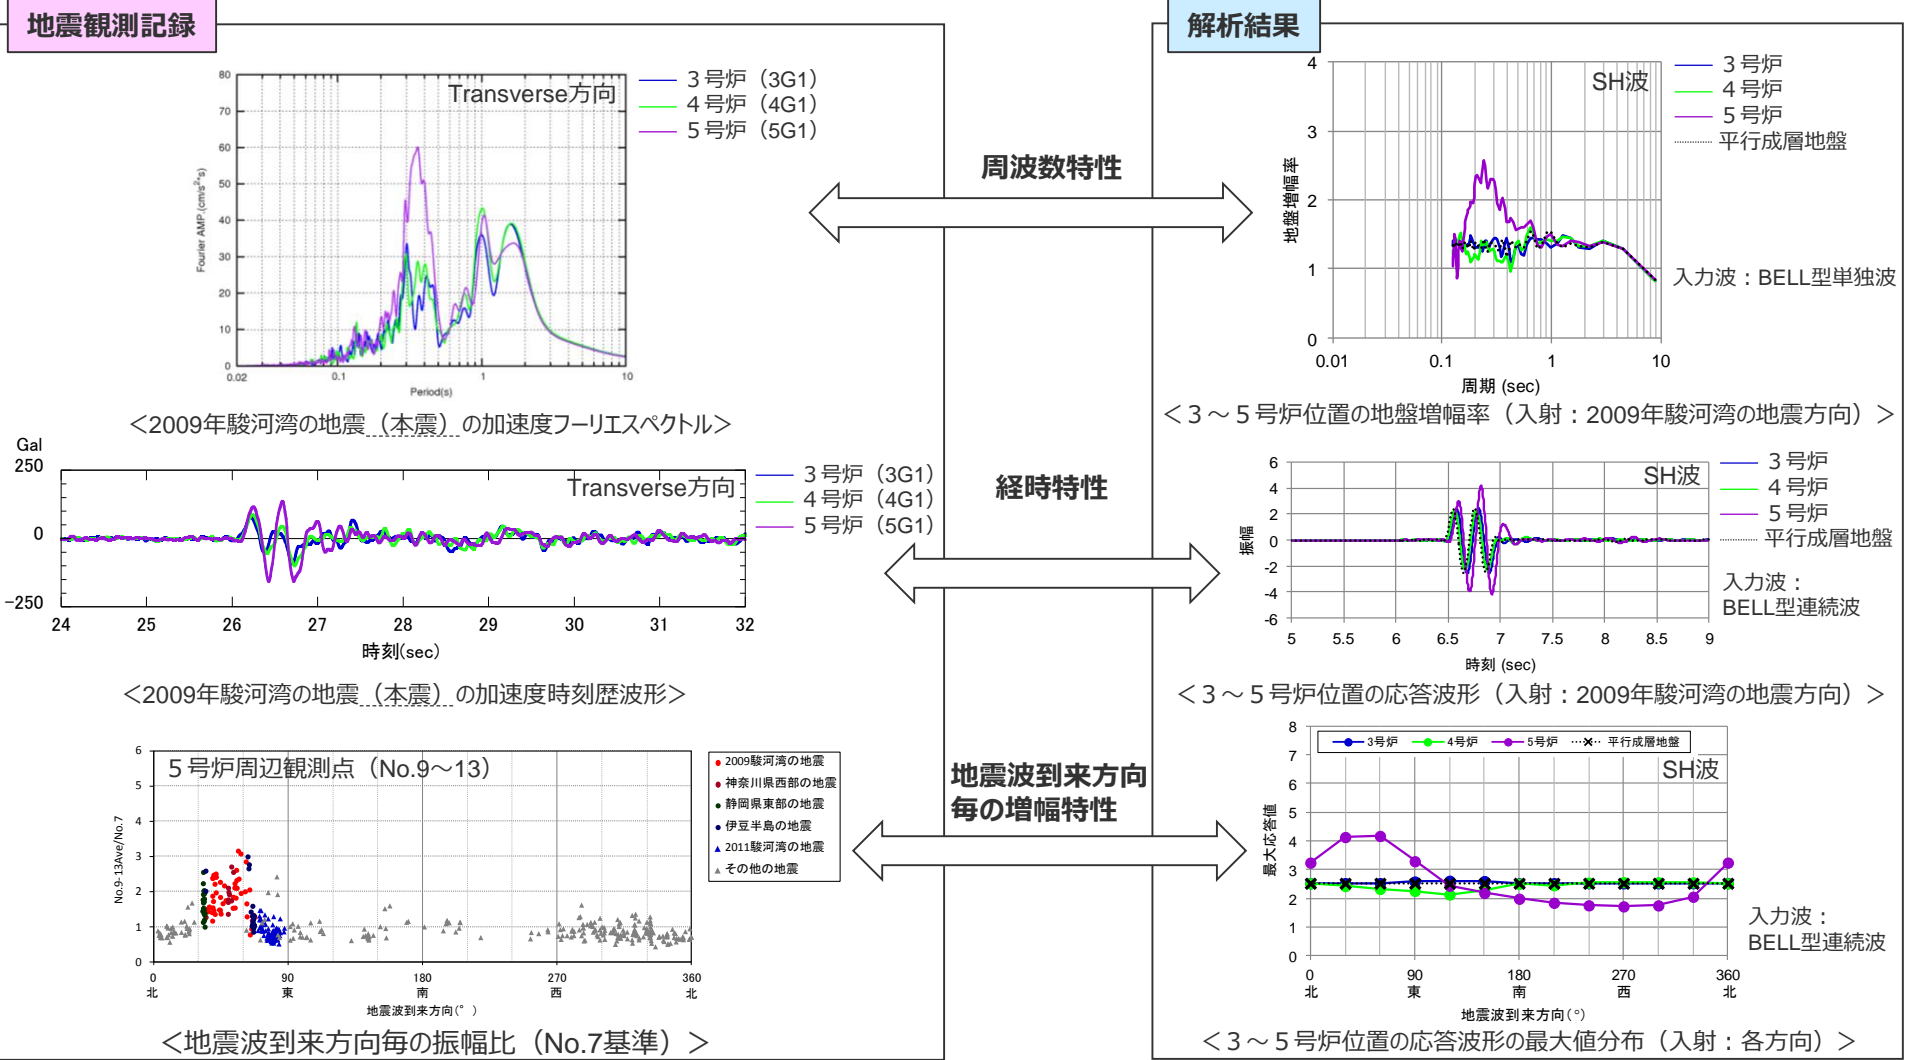 地震観測記録
解析結果
80
70
60
50
40
30
20
10
0
0.02
0.1
1
10
Fourier AMP.(cm/s²*s)
Period(s)
Transverse方向
３号炉（3G1）
４号炉（4G1）
５号炉（5G1）
＜2009年駿河湾の地震（本震）の加速度フーリエスペクトル＞
周波数特性
4
3
2
1
0
0.01
0.1
1
10
地盤増幅率
周期 (sec)
SH波
３号炉
４号炉
５号炉
平行成層地盤
入力波：BELL型単独波
＜３～５号炉位置の地盤増幅率（入射：2009年駿河湾の地震方向）＞
Gal
250
0
-250
24
25
26
27
28
29
30
31
32
時刻(sec)
Transverse方向
３号炉（3G1）
４号炉（4G1）
５号炉（5G1）
＜2009年駿河湾の地震（本震）の加速度時刻歴波形＞
経時特性
6
4
2
0
-2
-4
-6
5
5.5
6
6.5
7
7.5
8
8.5
9
振幅
時刻 (sec)
SH波
３号炉
４号炉
５号炉
平行成層地盤
入力波：
BELL型連続波
＜３～５号炉位置の応答波形（入射：2009年駿河湾の地震方向）＞
6
5
4
3
2
1
0
0
90
180
270
360
北
東
南
西
北
No.9-13Ave/No.7
地震波到来方向(°)
５号炉周辺観測点（No.9～13）
2009駿河湾の地震
神奈川県西部の地震
静岡県東部の地震
伊豆半島の地震
2011駿河湾の地震
その他の地震
＜地震波到来方向毎の振幅比（No.7基準）＞
地震波到来方向
毎の増幅特性
8
7
6
5
4
3
2
1
0
0
90
180
270
360
北
東
南
西
北
最大応答値
地震波到来方向(°)
3号炉
4号炉
5号炉
平行成層地盤
SH波
入力波：
BELL型連続波
＜３～５号炉位置の応答波形の最大値分布（入射：各方向）＞